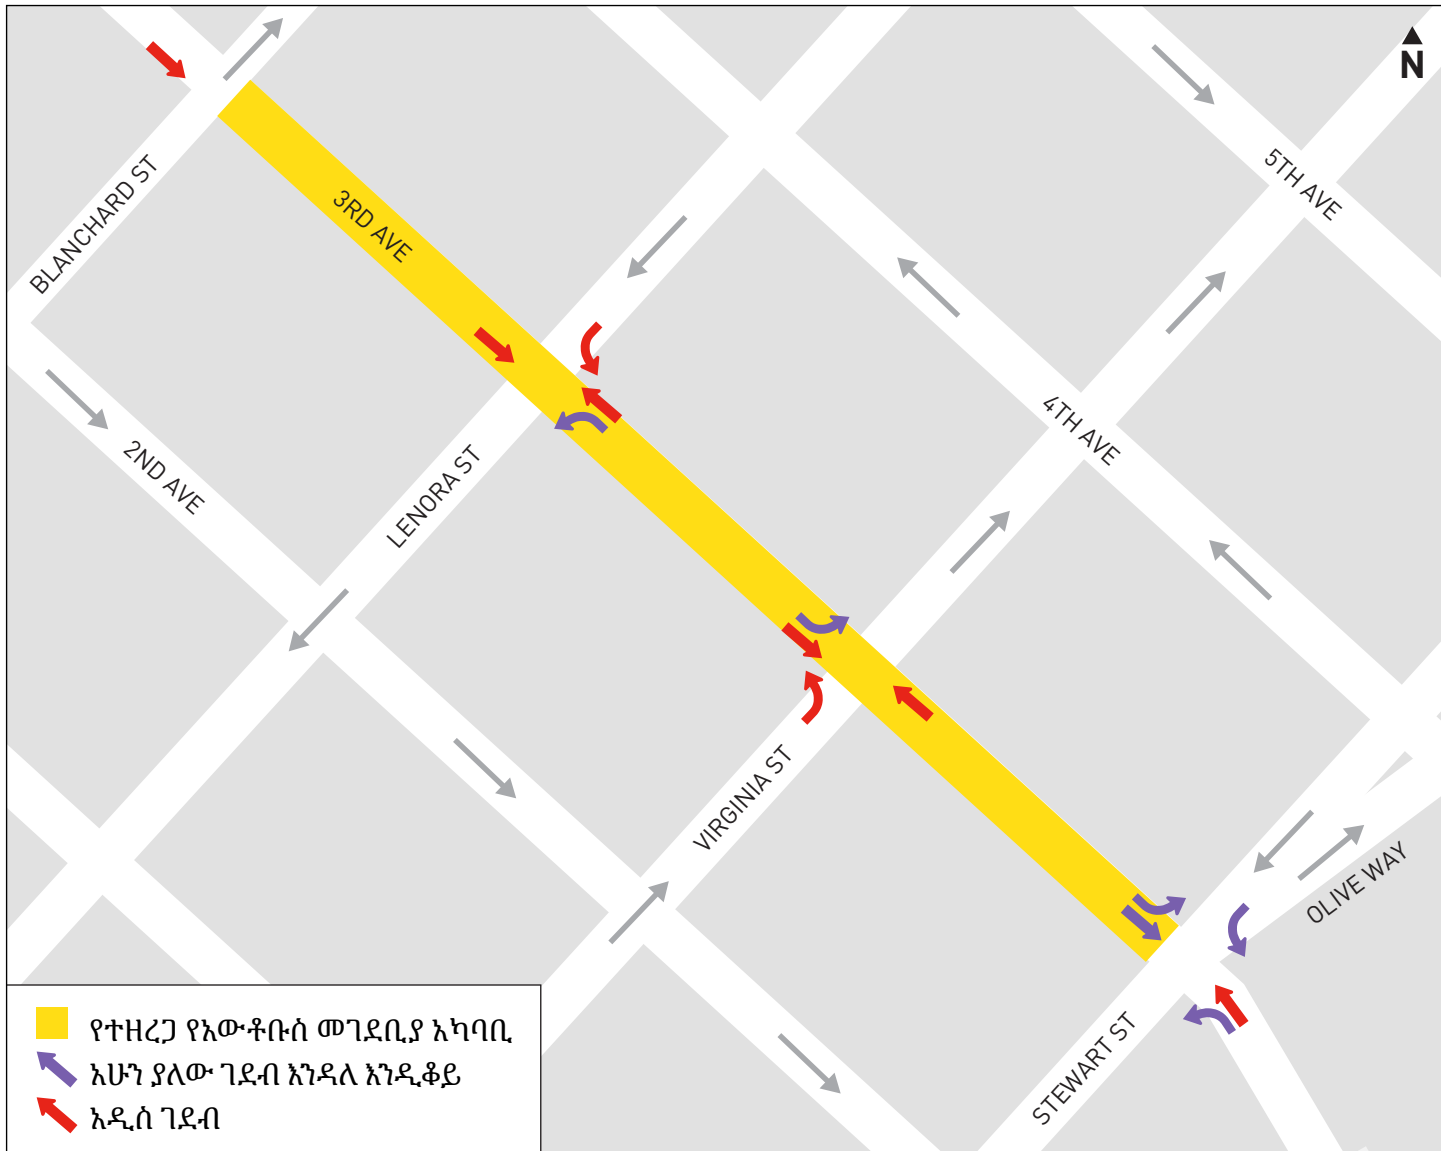 N
5TH AVE
BLANCHARD ST
3RD AVE
4TH AVE
2ND AVE
LENORA ST
VIRGINIA ST
OLIVE WAY
STEWART ST
የተዘረጋ የአውቶቡስ መገደቢያ አካባቢ
አሁን ያለው ገደብ እንዳለ እንዲቆይ
አዲስ ገደብ